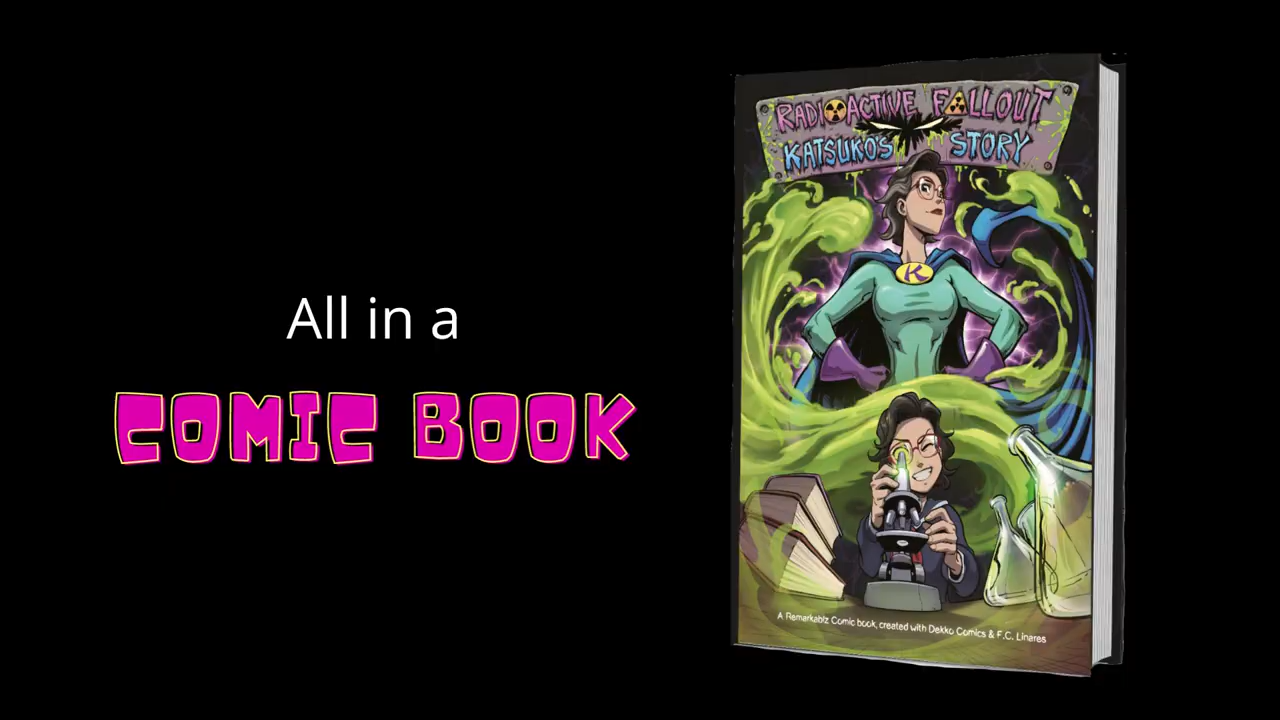 All in a
COMIC BOOK
RADIOACTIVE FALLOUT
KATSUKO'S STORY
K
A Remarkablz Comic book, created with Dekko Comics & F.C. Linares